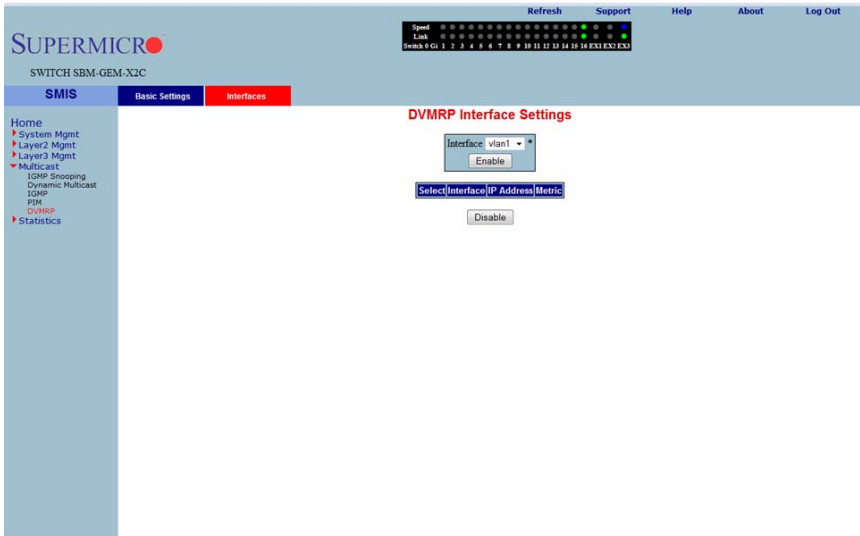 Refresh Support Help About Log Out
SUPERMICRO
SWITCH SBM-GEM-X2C
Speed
Link
Switch 0 Gi 1 2 3 4 5 6 7 8 9 10 11 12 13 14 15 16 EX1 EX2 EX3
SMIS Basic Settings Interfaces
Home
System Mgmt
Layer2 Mgmt
Layer3 Mgmt
Multicast
IGMP Snooping
Dynamic Multicast
IGMP
PIM
DVMRP
Statistics
DVMRP Interface Settings
Interface vlan1 *
Enable
Select Interface IP Address Metric
Disable